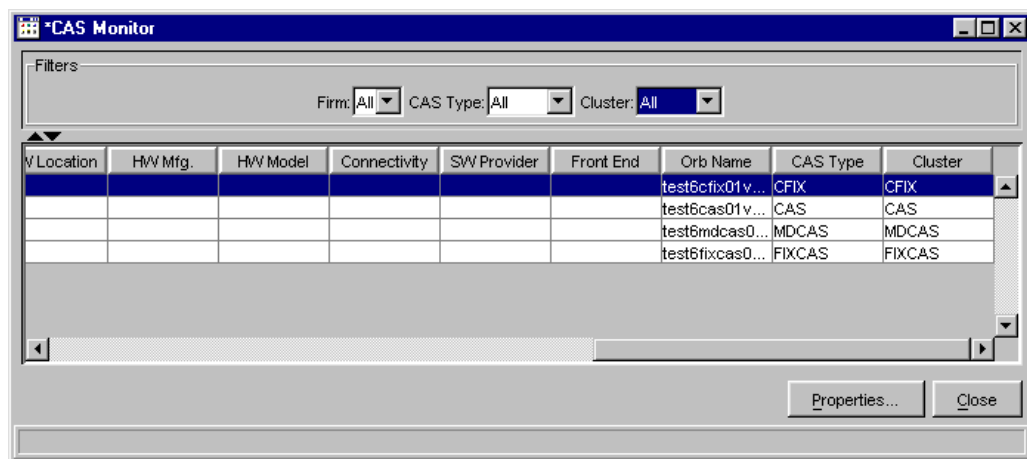 *CAS Monitor
Filters
Firm: All CAS Type: All Cluster: All
Location HW Mfg. HW Model Connectivity SW Provider Front End Orb Name CAS Type Cluster
test6cfix01v... CFIX CFIX
test6cas01v... CAS CAS
test6mdcas0... MDCAS MDCAS
test6fixcas0... FIXCAS FIXCAS
Properties... Close